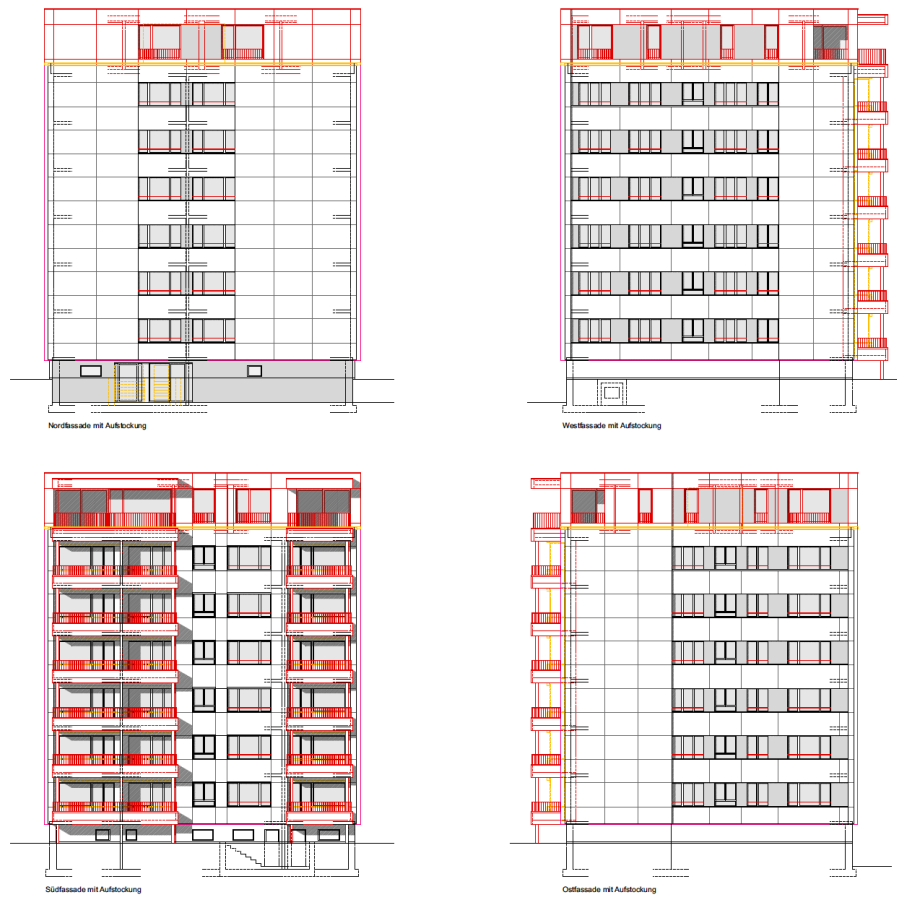 Nordfassade mit Aufstockung
Westfassade mit Aufstockung
Südfassade mit Aufstockung
Ostfassade mit Aufstockung